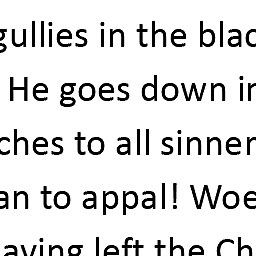 gullies in the blac
He goes down in
ches to all sinner
an to appal! Woe
aving left the Ch